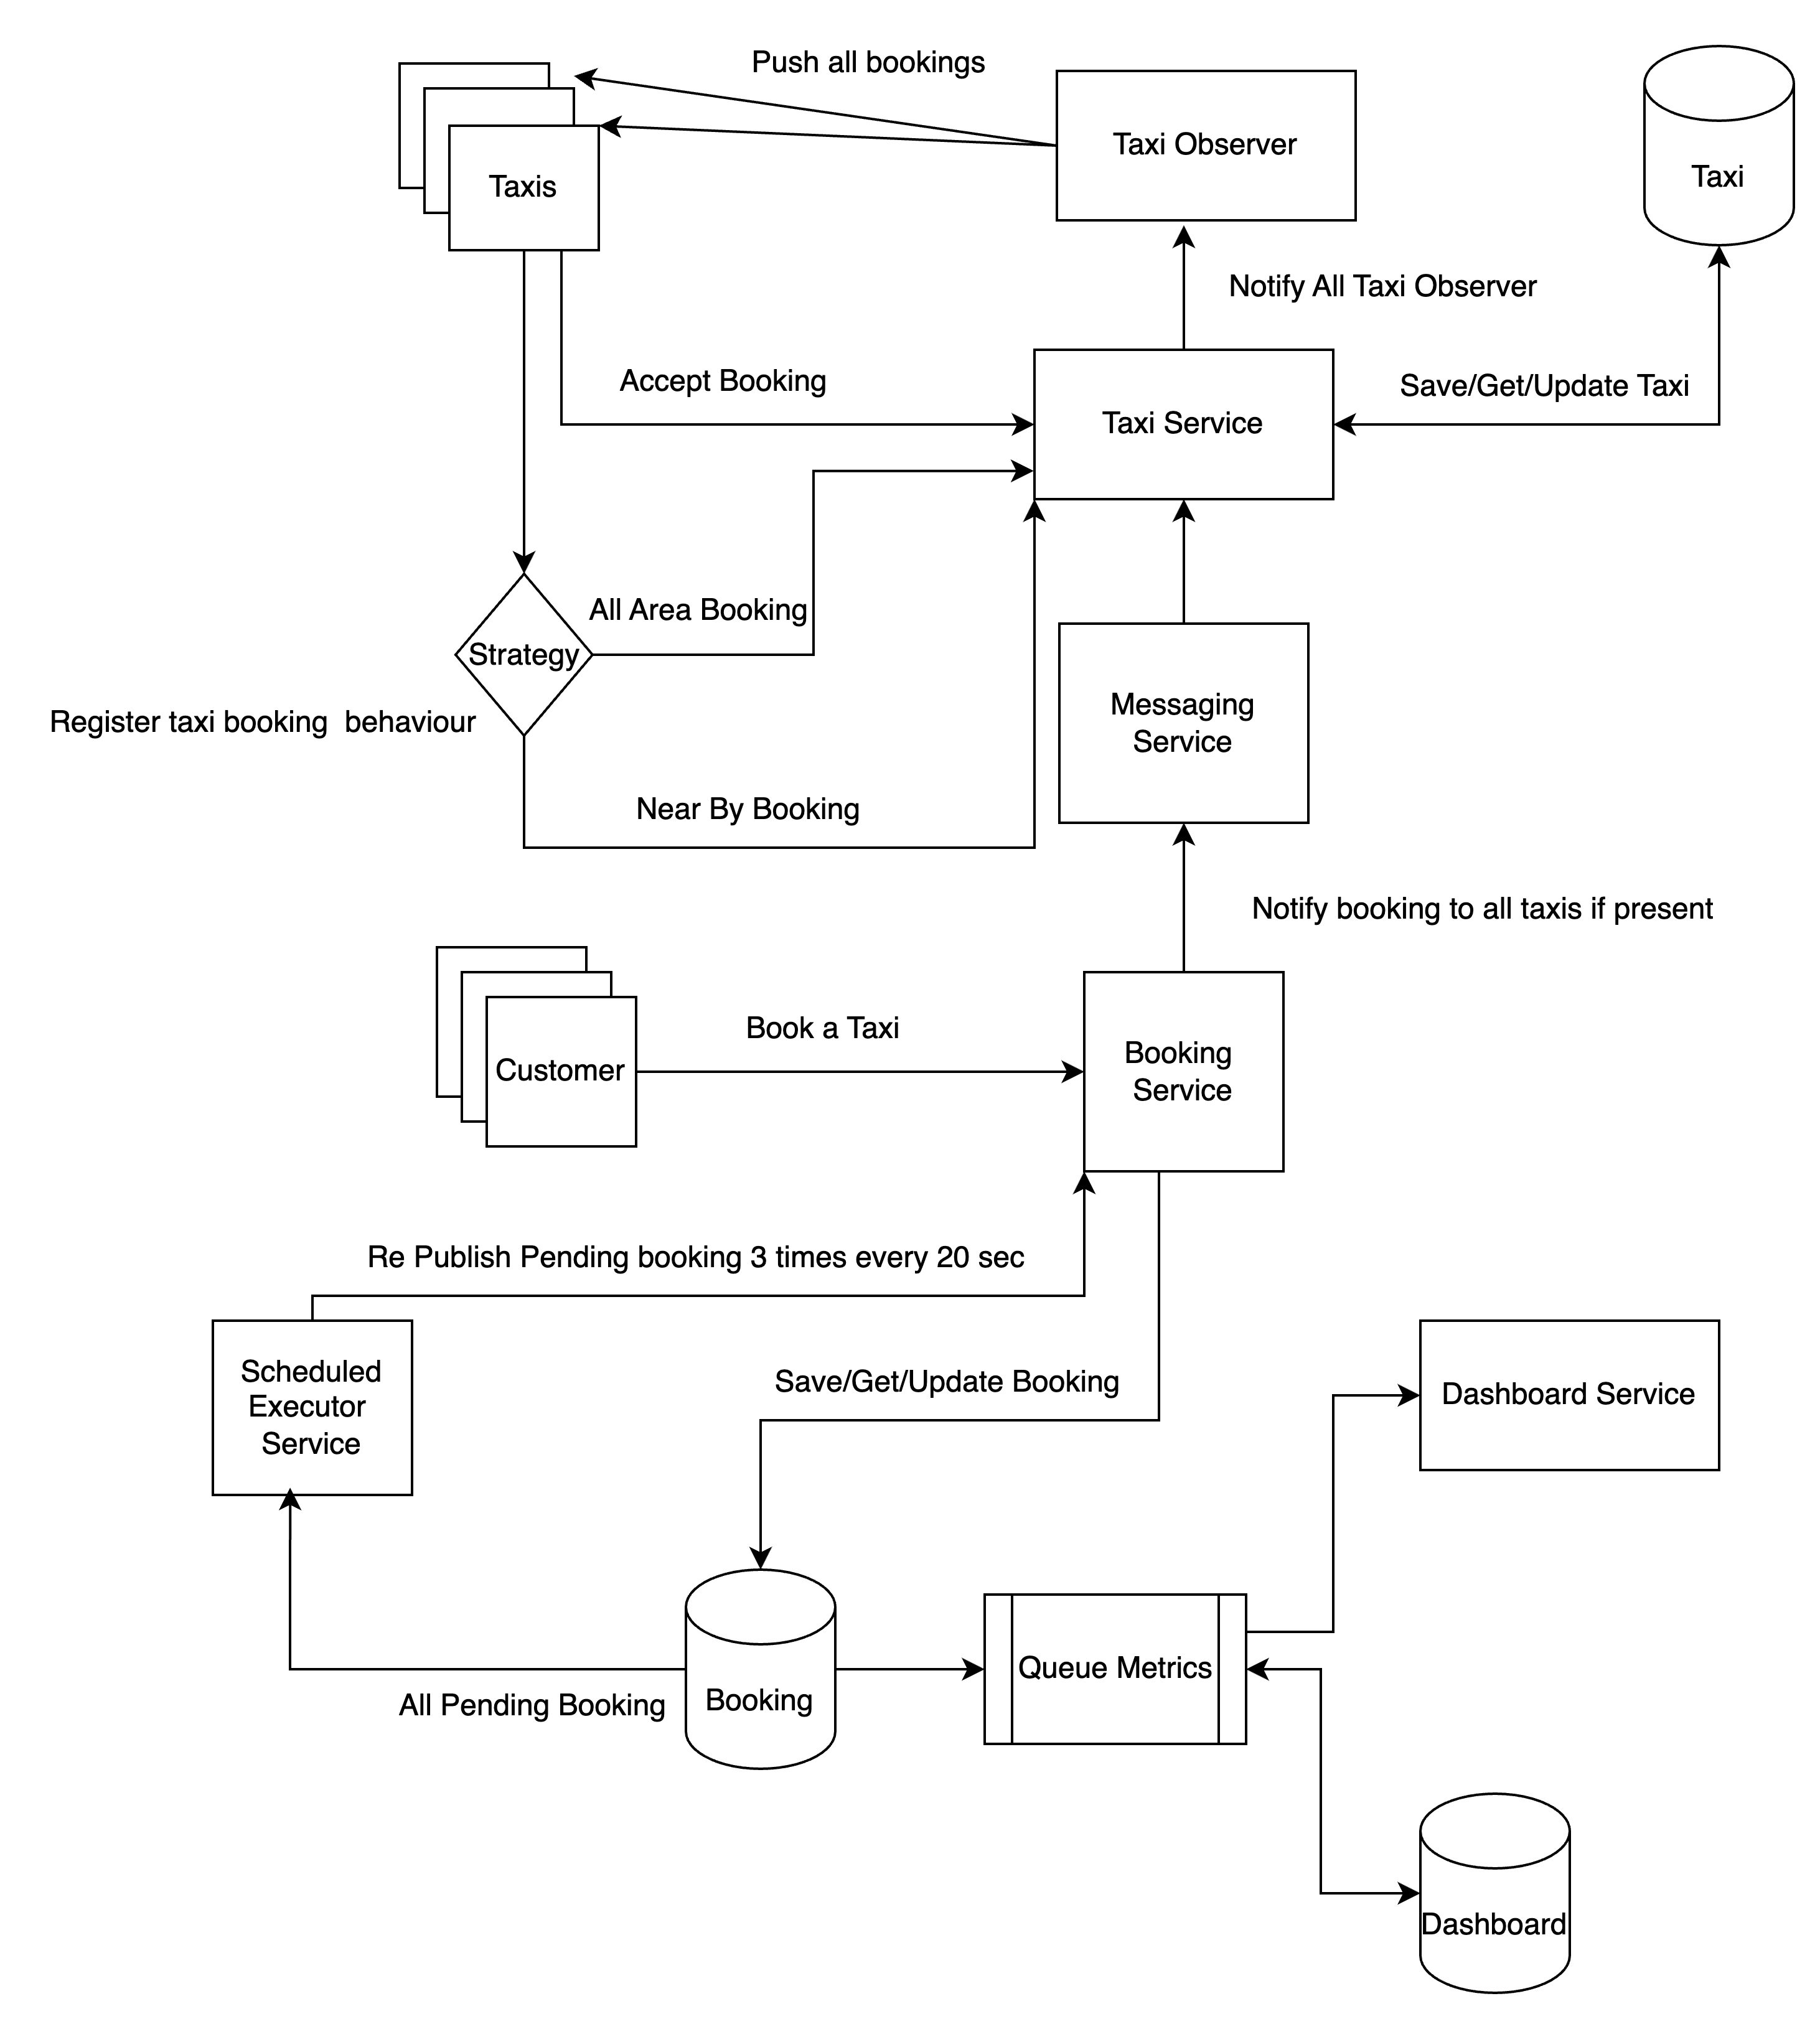 Push all bookings
Taxi Observer
Taxi
Taxis
Notify All Taxi Observer
Accept Booking
Taxi Service
Save/Get/Update Taxi
All Area Booking
Strategy
Register taxi booking  behaviour
Messaging
Service
Near By Booking
Notify booking to all taxis if present
Customer
Book a Taxi
Booking
Service
Re Publish Pending booking 3 times every 20 sec
Scheduled
Executor
Service
Save/Get/Update Booking
Dashboard Service
All Pending Booking
Booking
Queue Metrics
Dashboard